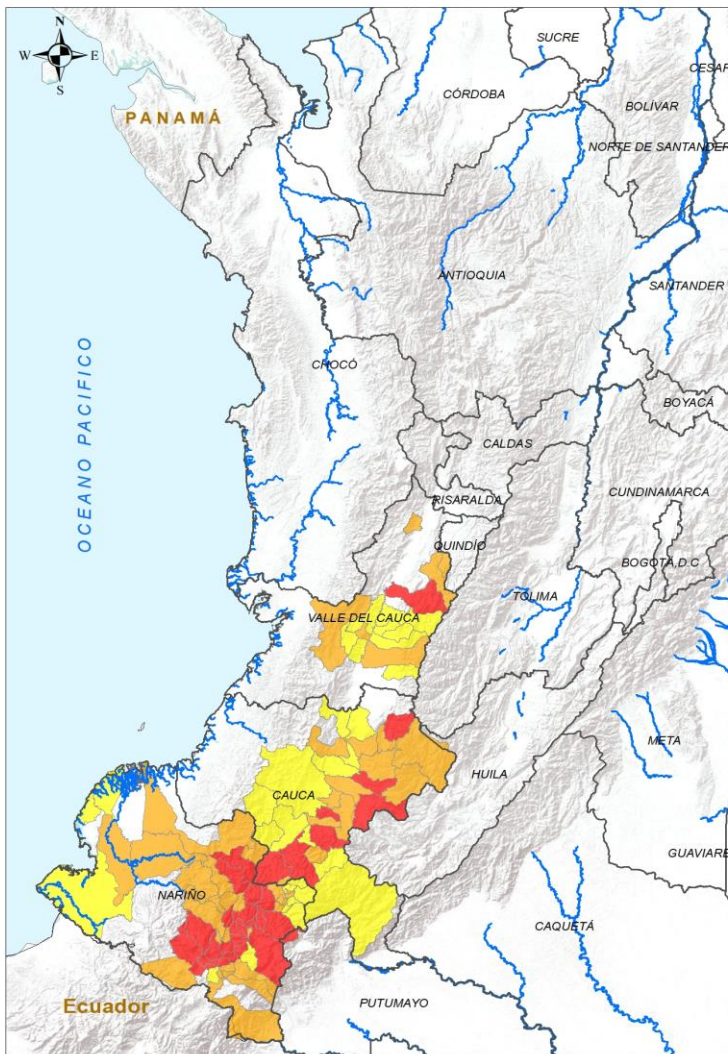 N
W E
S
SUCRE
CESAR
CÓRDOBA
BOLÍVAR
PANAMÁ
NORTE DE SANTANDER
ANTIOQUIA
SANTANDER
OCEANO PACIFICO
CHOCÓ
BOYACÁ
CALDAS
CUNDINAMARCA
RISARALDA
QUINDÍO
BOGOTÁ,D.C
TOLIMA
VALLE DEL CAUCA
META
HUILA
CAUCA
GUAVIARE
NARIÑO
CAQUETÁ
PUTUMAYO
Ecuador